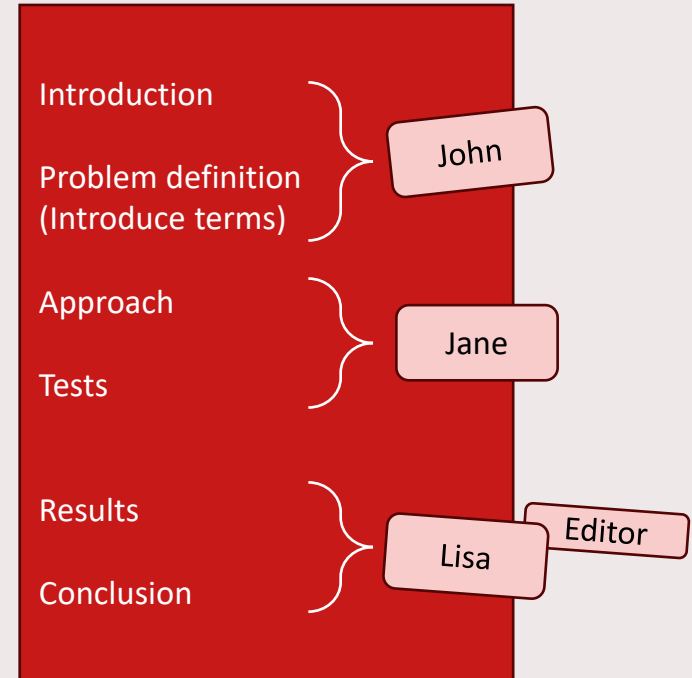 Introduction
Problem definition
(Introduce terms)
John
Approach
Tests
Jane
Results
Conclusion
Lisa
Editor